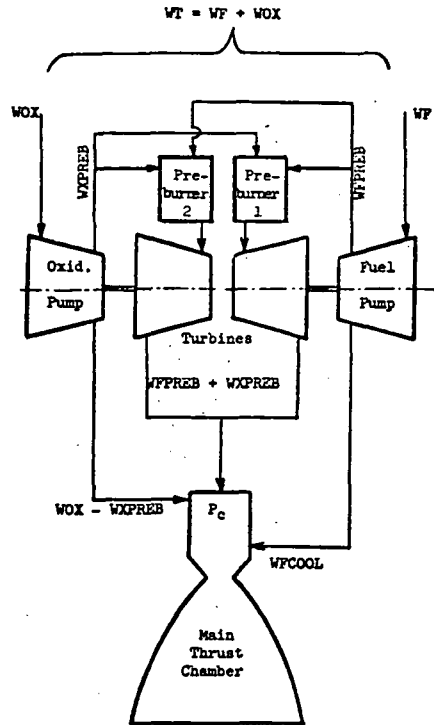 WT = WF + WOX
WOX
WF
WXPREB
WFPREB
Pre-
burner
2
Pre-
burner
1
Oxid.
Pump
Fuel
Pump
Turbines
WFPREB + WXPREB
WOX - WXPREB
Pc
WFCOOL
Main
Thrust
Chamber